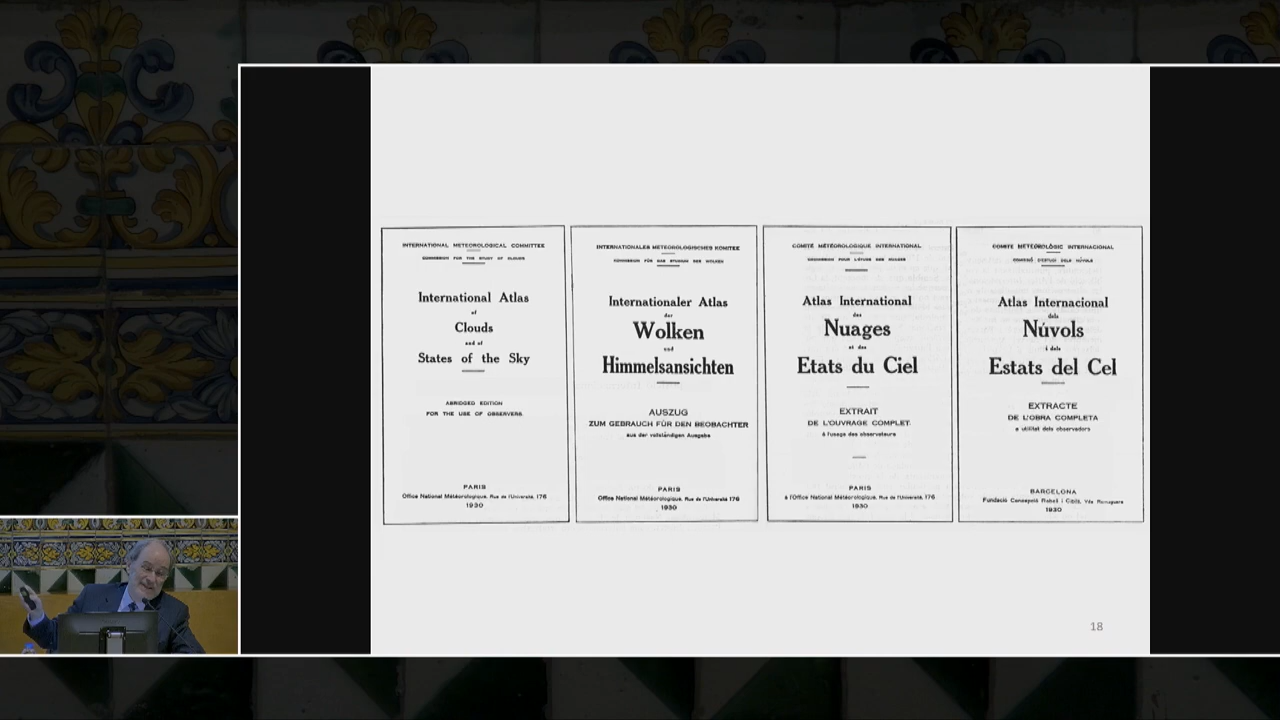 INTERNATIONAL METEOROLOGICAL COMMITTEE
COMMISSION FOR THE STUDY OF CLOUDS
International Atlas
of
Clouds
and of
States of the Sky
ABRIDGED EDITION
FOR THE USE OF OBSERVERS
PARIS
Office National Météorologique, Rue de l'Université, 176
1930
INTERNATIONALES METEOROLOGISCHES KOMITEE
KOMMISSION FÜR DAS STUDIUM DER WOLKEN
Internationaler Atlas
der
Wolken
und
Himmelsansichten
AUSZUG
ZUM GEBRAUCH FÜR DEN BEOBACHTER
aus der vollständigen Ausgabe
PARIS
Office National Météorologique, Rue de l'Université 176
1930
COMITÉ MÉTÉOROLOGIQUE INTERNATIONAL
COMMISSION POUR L'ÉTUDE DES NUAGES
Atlas International
des
Nuages
et des
Etats du Ciel
EXTRAIT
DE L'OUVRAGE COMPLET
à l'usage des observateurs
PARIS
à l'Office National Météorologique, Rue de l'Université, 176
1930
COMITÈ METEOROLÒGIC INTERNACIONAL
COMISSIÓ D'ESTUDI DELS NÚVOLS
Atlas Internacional
dels
Núvols
i dels
Estats del Cel
EXTRACTE
DE L'OBRA COMPLETA
a utilitat dels observadors
BARCELONA
Fundació Concepció Rabell i Cibils, Vda. Romaguera
1930
18